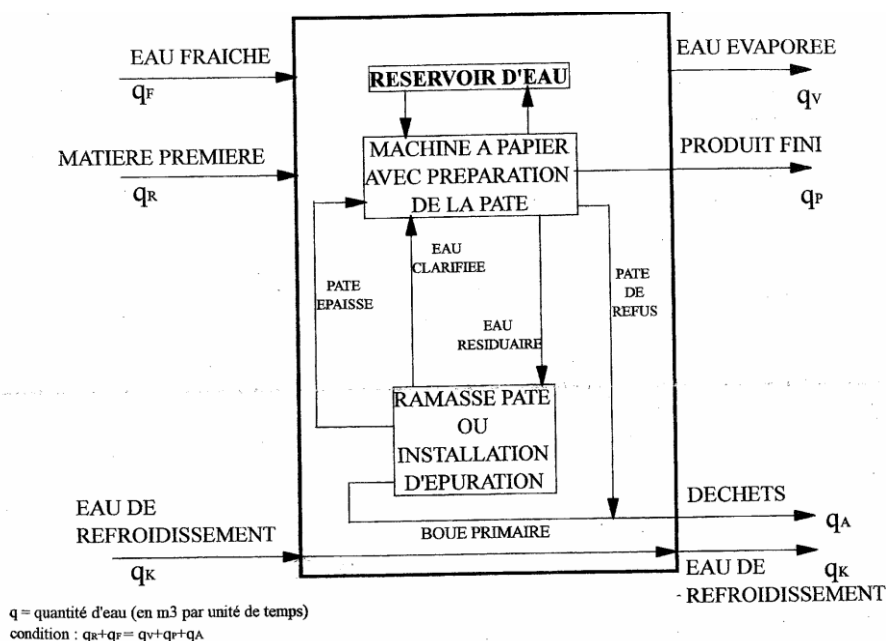 EAU FRAICHE
qF
MATIERE PREMIERE
qR
RESERVOIR D'EAU
MACHINE A PAPIER
AVEC PREPARATION
DE LA PATE
EAU EVAPOREE
qV
PRODUIT FINI
qP
EAU
CLARIFIEE
PATE
EPAISSE
EAU
RESIDUAIRE
PATE
DE
REFUS
RAMASSE PATE
OU
INSTALLATION
D'EPURATION
BOUE PRIMAIRE
DECHETS
qA
EAU DE
REFROIDISSEMENT
qK
EAU DE
REFROIDISSEMENT
qK
q = quantité d'eau (en m3 par unité de temps)
condition : qR+qF= qV+qP+qA